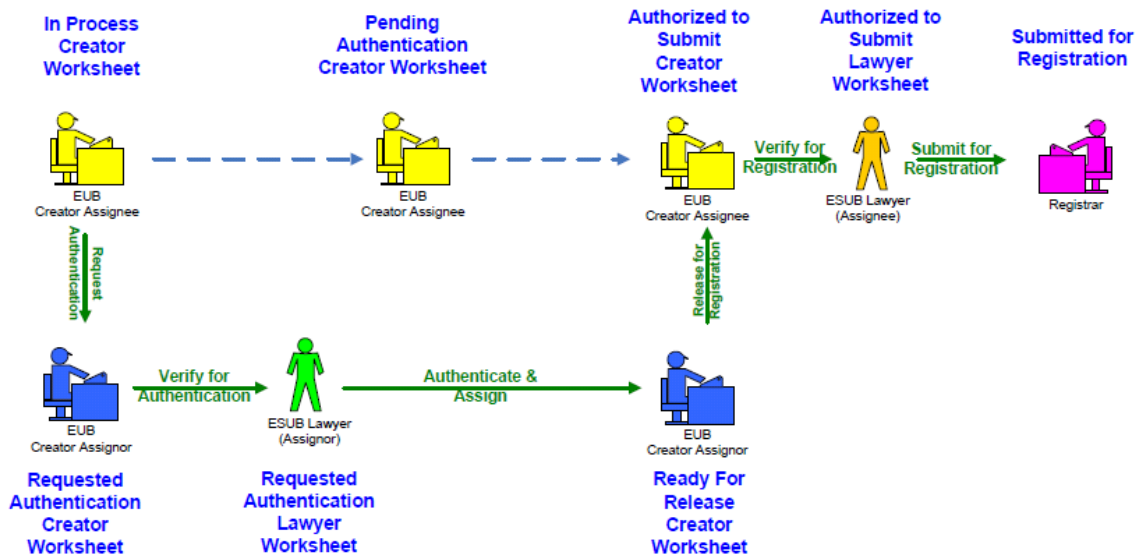 In Process
Creator
Worksheet
Pending
Authentication
Creator Worksheet
Authorized to
Submit
Creator
Worksheet
Authorized to
Submit
Lawyer
Worksheet
Submitted for
Registration
EUB
Creator Assignee
EUB
Creator Assignee
EUB
Creator Assignee
Verify for
Registration
ESUB Lawyer
(Assignee)
Submit for
Registration
Registrar
Request
Authentication
Release for
Registration
EUB
Creator Assignor
Verify for
Authentication
ESUB Lawyer
(Assignor)
Authenticate &
Assign
EUB
Creator Assignor
Requested
Authentication
Creator
Worksheet
Requested
Authentication
Lawyer
Worksheet
Ready For
Release
Creator
Worksheet